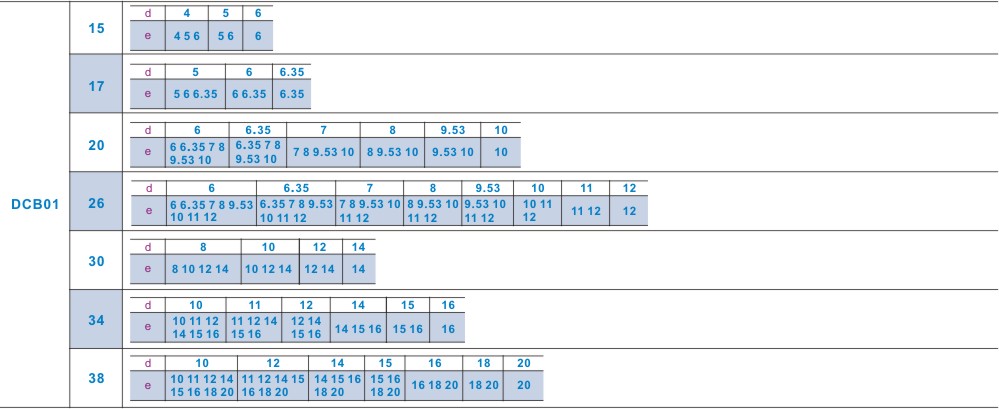 DCB01
15
d 4 5 6
e 4 5 6 5 6 6
17
d 5 6 6.35
e 5 6 6.35 6 6.35 6.35
20
d 6 6.35 7 8 9.53 10
e 6 6.35 7 8 6.35 7 8 7 8 9.53 10 8 9.53 10 9.53 10 10
9.53 10 9.53 10
26
d 6 6.35 7 8 9.53 10 11 12
e 6 6.35 7 8 9.53 6.35 7 8 9.53 7 8 9.53 10 8 9.53 10 9.53 10 10 11 11 12 12
10 11 12 10 11 12 11 12 11 12 11 12 12
30
d 8 10 12 14
e 8 10 12 14 10 12 14 12 14 14
34
d 10 11 12 14 15 16
e 10 11 12 11 12 14 12 14 14 15 16 15 16 16
14 15 16 15 16 15 16
38
d 10 12 14 15 16 18 20
e 10 11 12 14 11 12 14 15 14 15 16 15 16 16 18 20 18 20 20
15 16 18 20 16 18 20 18 20 18 20